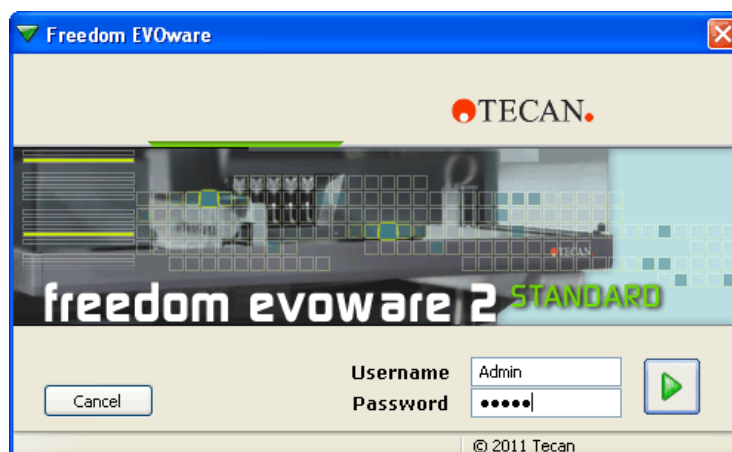 Freedom EVOware
TECAN.
TECAN
freedom evoware 2 STANDARD
Username Admin
Password •••••
Cancel
© 2011 Tecan